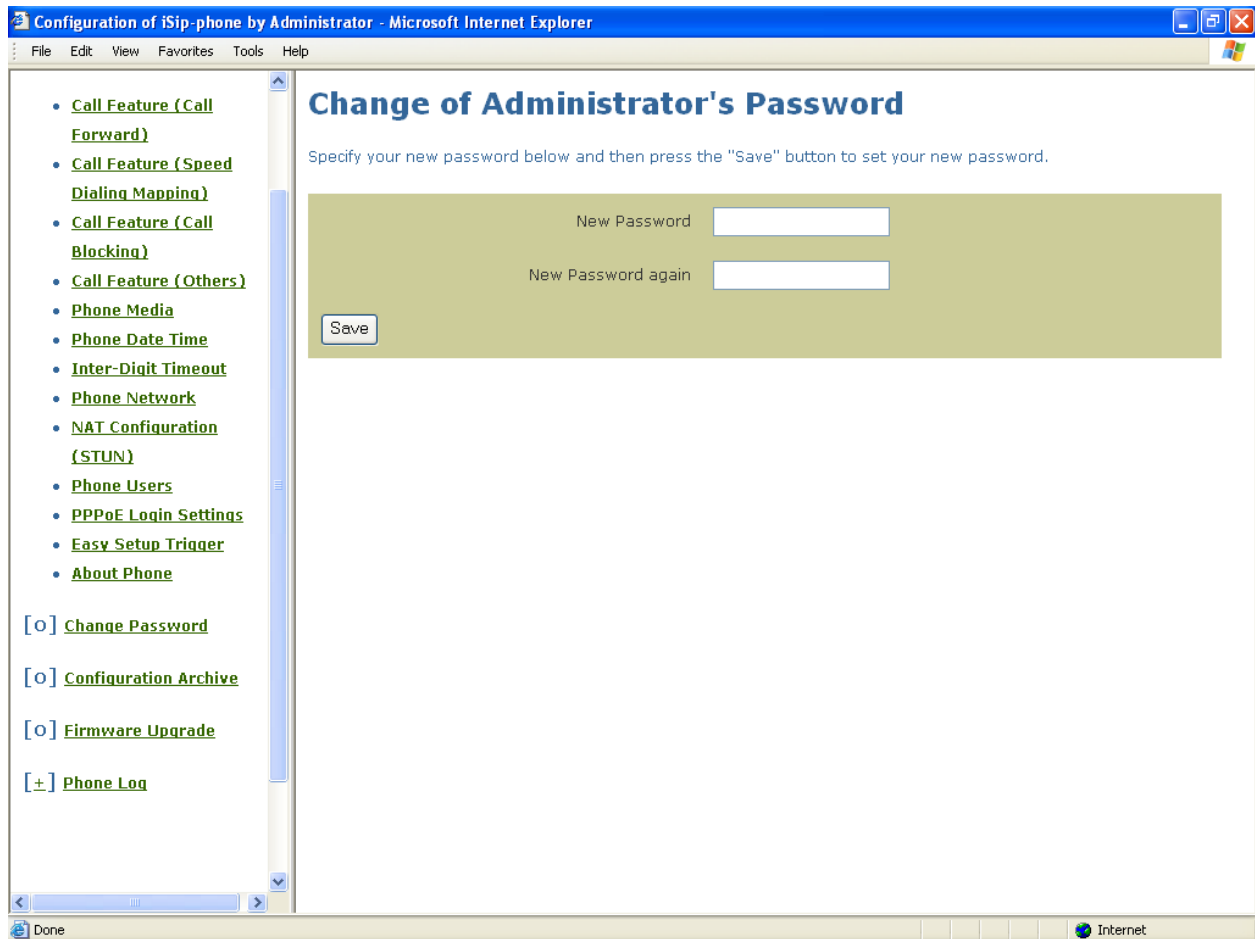 Configuration of iSip-phone by Administrator - Microsoft Internet Explorer
File Edit View Favorites Tools Help
Call Feature (Call
Forward)
Call Feature (Speed
Dialing Mapping)
Call Feature (Call
Blocking)
Call Feature (Others)
Phone Media
Phone Date Time
Inter-Digit Timeout
Phone Network
NAT Configuration
(STUN)
Phone Users
PPPoE Login Settings
Easy Setup Trigger
About Phone
[o] Change Password
[o] Configuration Archive
[o] Firmware Upgrade
[+] Phone Log
Change of Administrator's Password
Specify your new password below and then press the "Save" button to set your new password.
New Password
New Password again
Save
Done
Internet